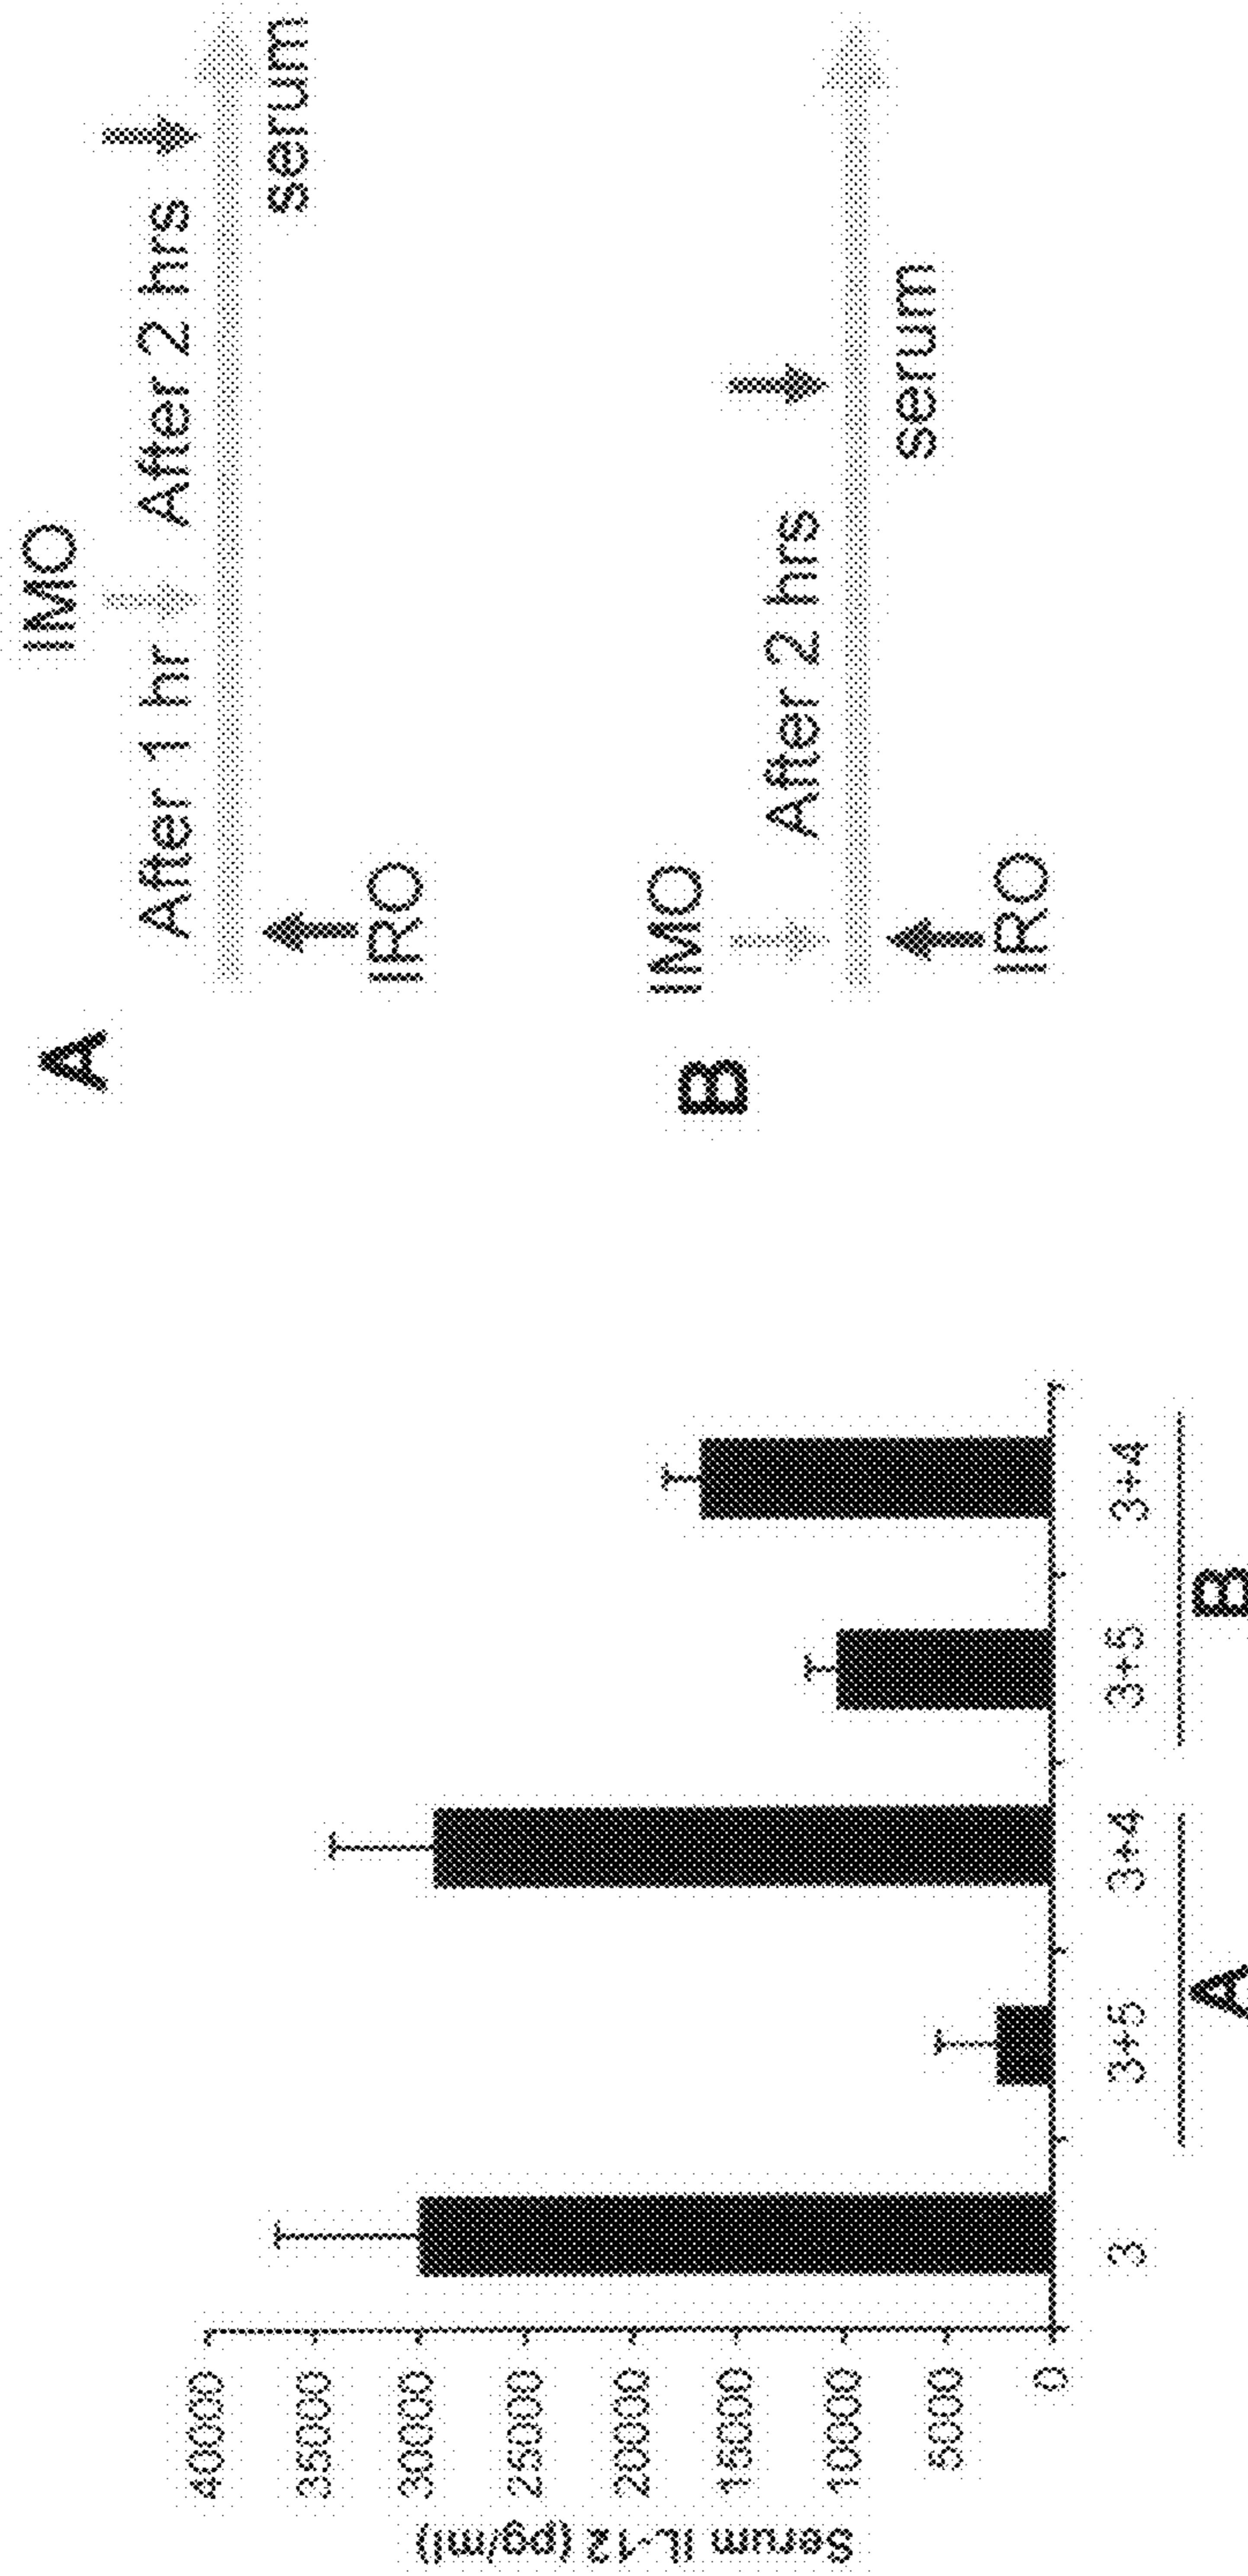 Serum IL-12 (pg/ml)
40000
35000
30000
25000
20000
15000
10000
5000
0
3
3+5
3+4
3+5
3+4
A
B
A
IMO
After 1 hr
After 2 hrs
serum
IRO
B
IMO
After 2 hrs
serum
IRO